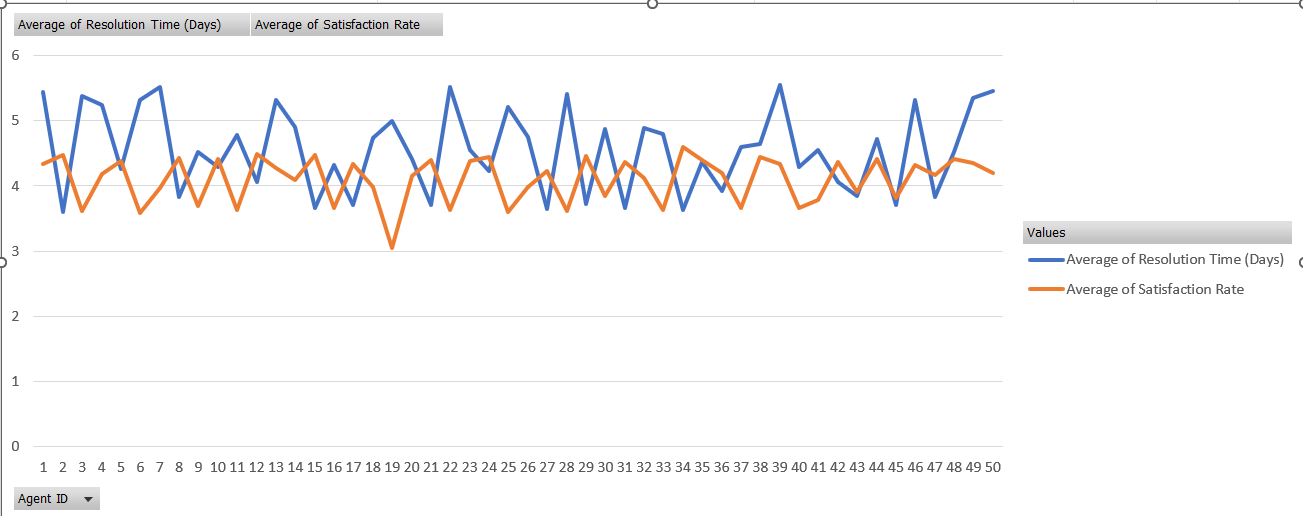 Average of Resolution Time (Days) Average of Satisfaction Rate
6
5
4
3
2
1
0
Values
Average of Resolution Time (Days)
Average of Satisfaction Rate
1 2 3 4 5 6 7 8 9 10 11 12 13 14 15 16 17 18 19 20 21 22 23 24 25 26 27 28 29 30 31 32 33 34 35 36 37 38 39 40 41 42 43 44 45 46 47 48 49 50
Agent ID